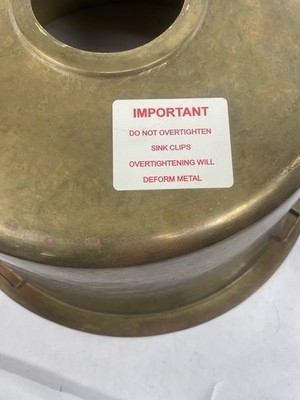 IMPORTANT
DO NOT OVERTIGHTEN
SINK CLIPS
OVERTIGHTENING WILL
DEFORM METAL